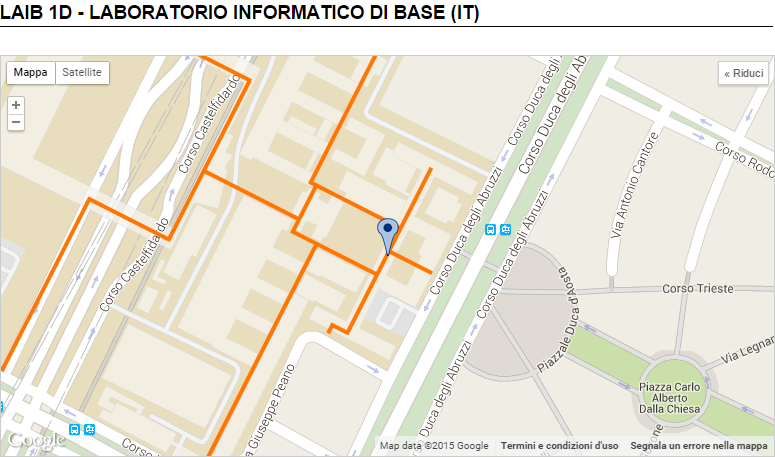 LAIB 1D - LABORATORIO INFORMATICO DI BASE (IT)
Mappa Satellite
« Riduci
+
−
Corso Castelfidardo
Corso Castelfidardo
Corso Duca degli Abruzzi
Corso Duca degli Ab
Corso Duca degli Abruzzi
Corso Duca degli Abruzzi
Corso Duca degli Abruzzi
Via Antonio Cantore
Corso Rodo
Corso Trieste
Piazzale Duca d'Aosta
Via Legnan
Piazza Carlo
Alberto
Dalla Chiesa
a Giuseppe Peano
Corso Du
Google
Map data ©2015 Google Termini e condizioni d'uso Segnala un errore nella mappa